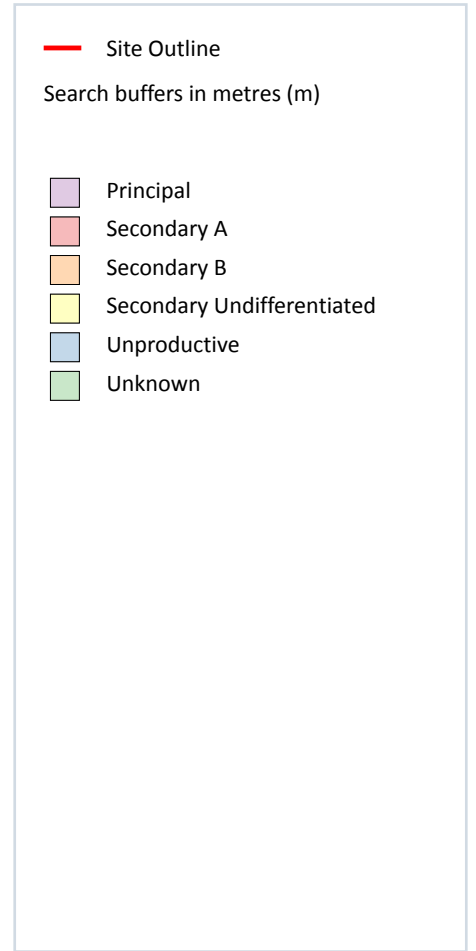 Site Outline
Search buffers in metres (m)
Principal
Secondary A
Secondary B
Secondary Undifferentiated
Unproductive
Unknown